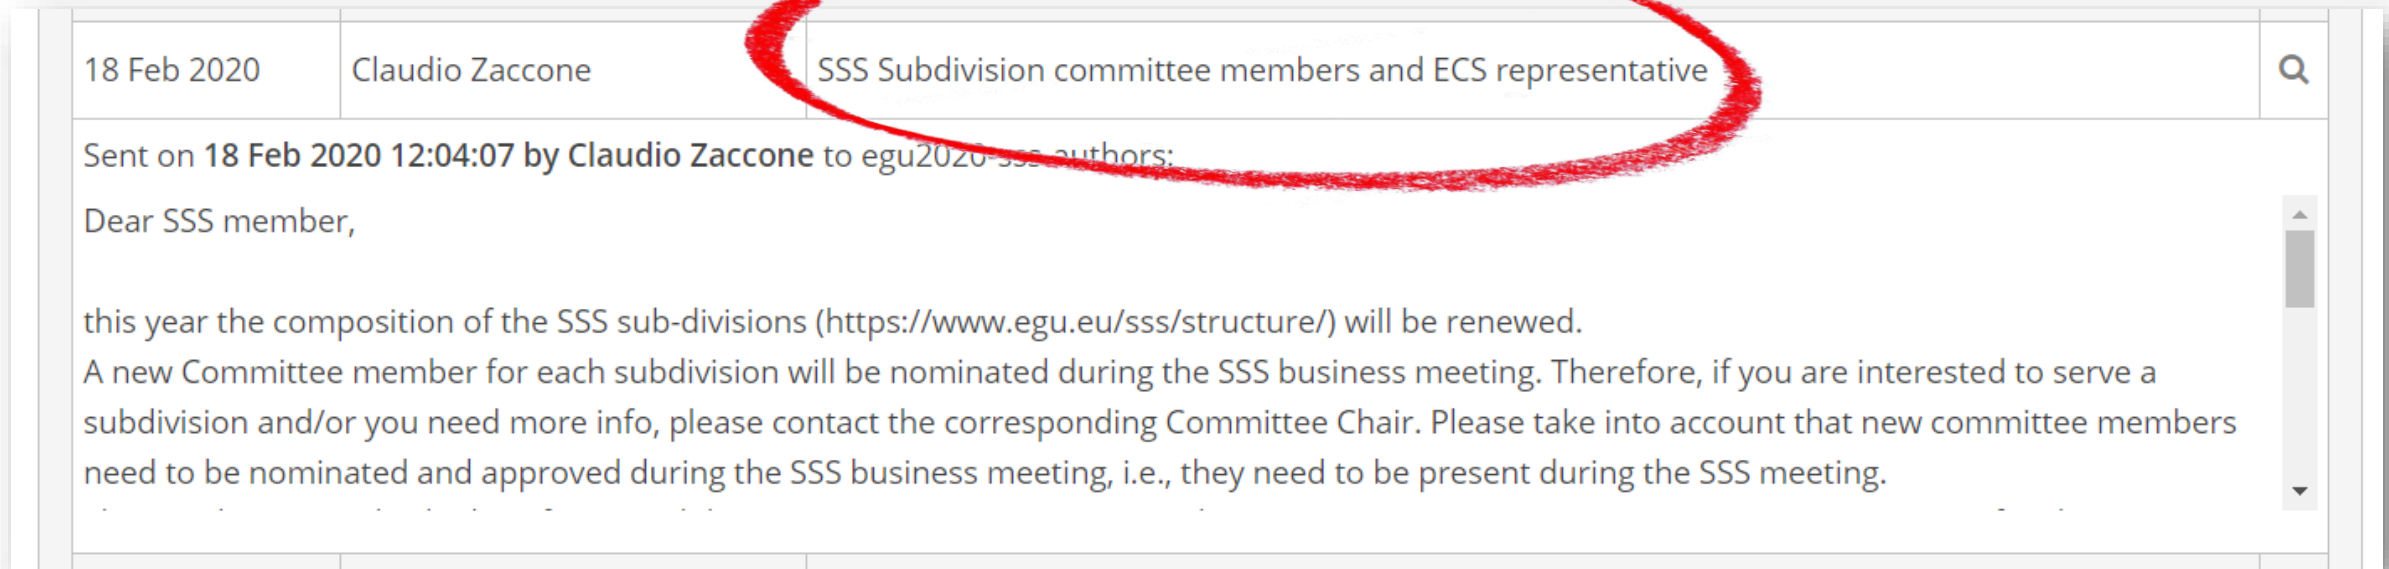 18 Feb 2020 Claudio Zaccone SSS Subdivision committee members and ECS representative
Sent on 18 Feb 2020 12:04:07 by Claudio Zaccone to egu2020-sss-authors:
Dear SSS member,
this year the composition of the SSS sub-divisions (https://www.egu.eu/sss/structure/) will be renewed.
A new Committee member for each subdivision will be nominated during the SSS business meeting. Therefore, if you are interested to serve a
subdivision and/or you need more info, please contact the corresponding Committee Chair. Please take into account that new committee members
need to be nominated and approved during the SSS business meeting, i.e., they need to be present during the SSS meeting.